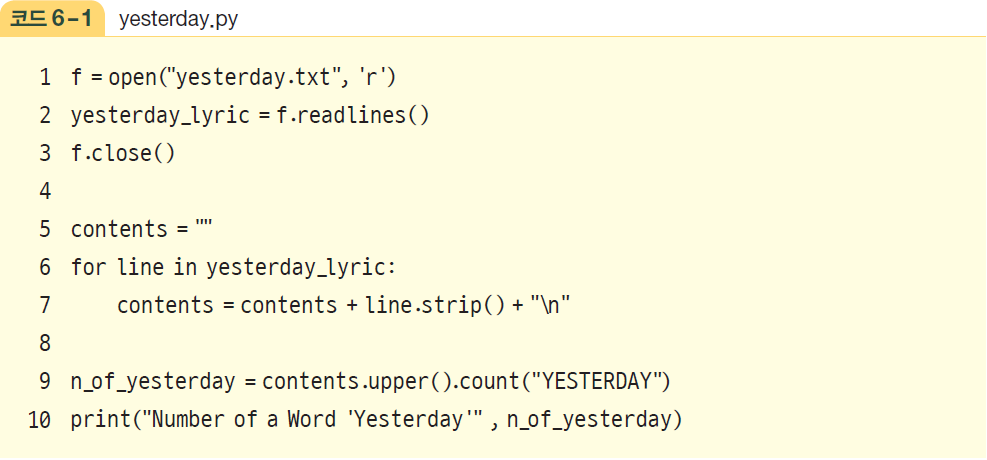 코드 6-1 yesterday.py
1 f = open("yesterday.txt", 'r')
2 yesterday_lyric = f.readlines()
3 f.close()
4
5 contents = ""
6 for line in yesterday_lyric:
7     contents = contents + line.strip() + "\n"
8
9 n_of_yesterday = contents.upper().count("YESTERDAY")
10 print("Number of a Word 'Yesterday'" , n_of_yesterday)